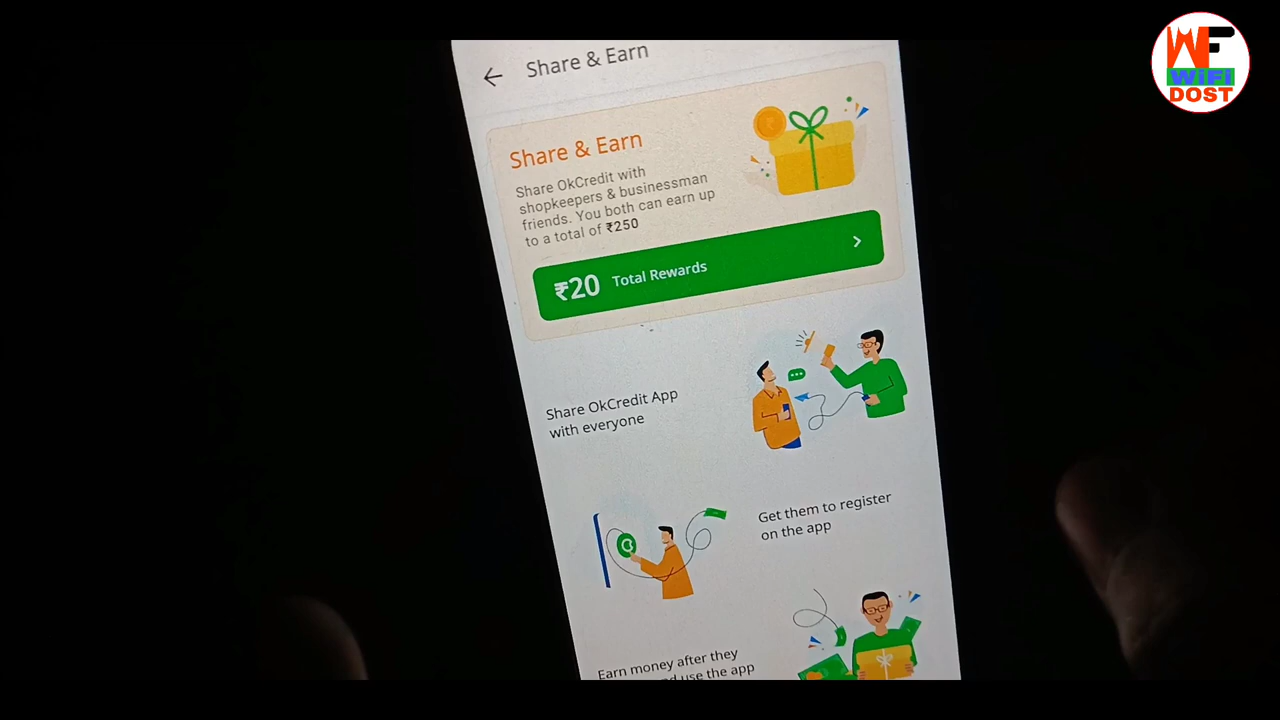 Share & Earn
WF
WiFi
DOST
Share & Earn
Share OkCredit with
shopkeepers & businessman
friends. You both can earn up
to a total of ₹250
₹20 Total Rewards
Share OkCredit App
with everyone
Get them to register
on the app
Earn money after they
use the app